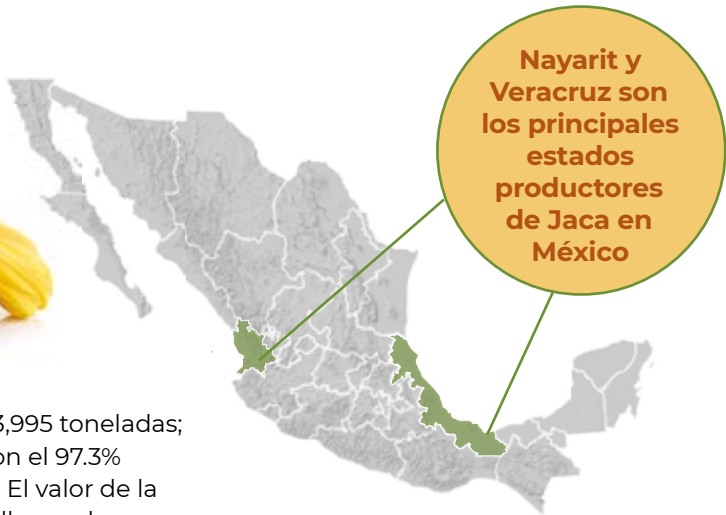 Nayarit y
Veracruz son
los principales
estados
productores
de Jaca en
México
3,995 toneladas;
on el 97.3%
El valor de la